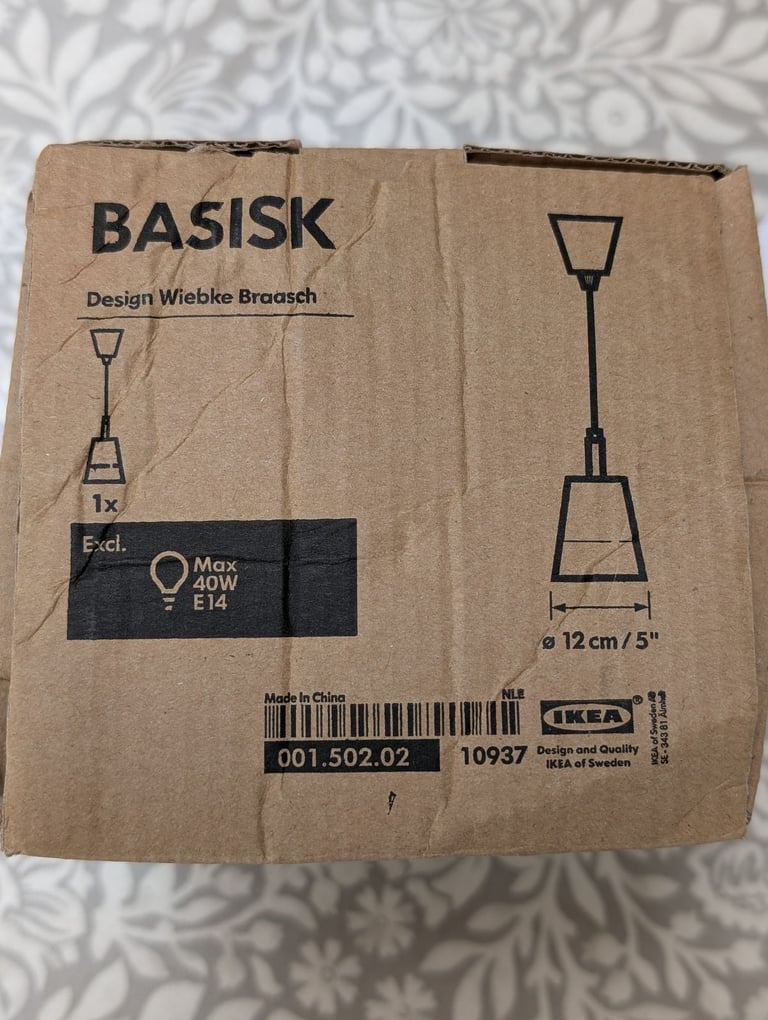 BASISK
Design Wiebke Braasch
1x
Excl.
Max
40W
E14
ø 12 cm / 5"
Made in China
NLE
001.502.02
10937
IKEA®
Design and Quality
IKEA of Sweden
IKEA of Sweden AB
SE - 343 81 Älmhult